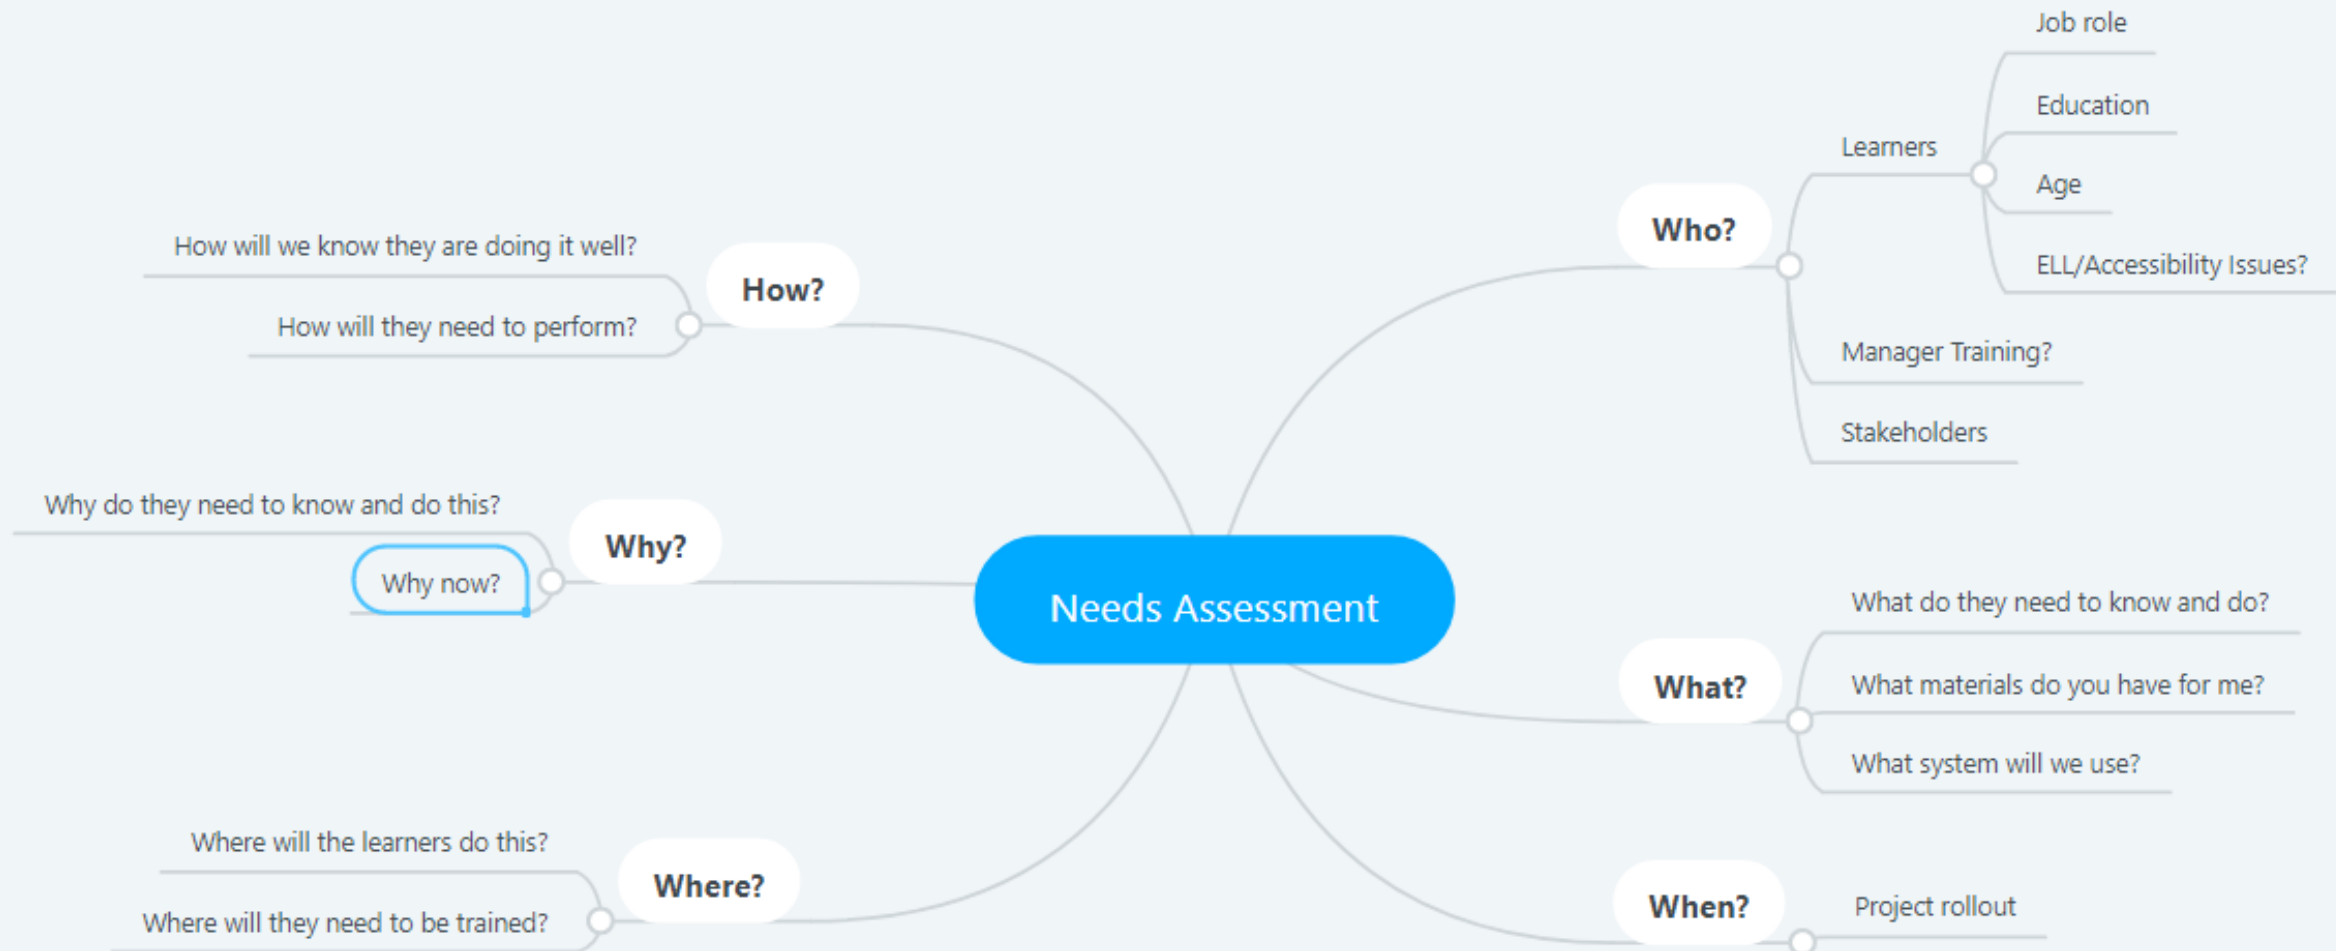 Needs Assessment
Who?
Learners
Job role
Education
Age
ELL/Accessibility Issues?
Manager Training?
Stakeholders
What?
What do they need to know and do?
What materials do you have for me?
What system will we use?
When?
Project rollout
How?
How will we know they are doing it well?
How will they need to perform?
Why?
Why do they need to know and do this?
Why now?
Where?
Where will the learners do this?
Where will they need to be trained?